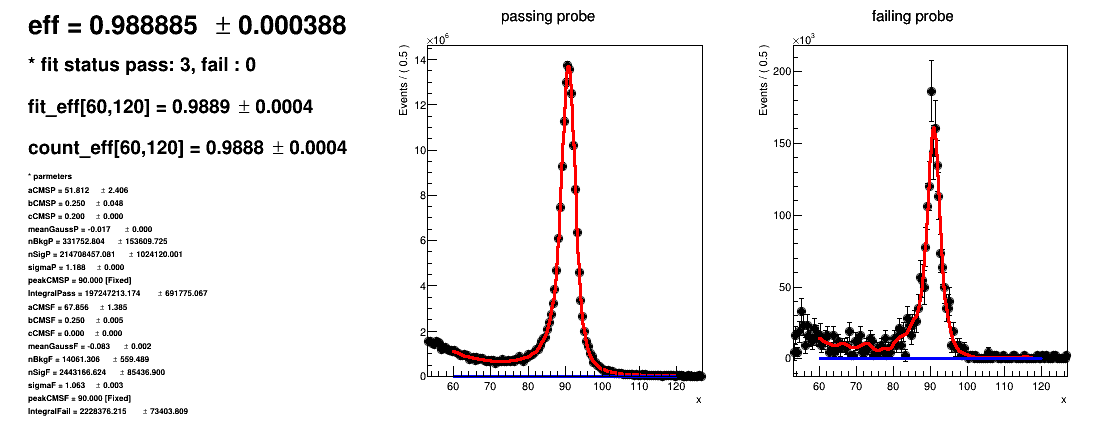 eff = 0.988885 ± 0.000388
* fit status pass: 3, fail : 0
fit_eff[60,120] = 0.9889 ± 0.0004
count_eff[60,120] = 0.9888 ± 0.0004
* parmeters
aCMSP = 51.812 ± 2.406
bCMSP = 0.250 ± 0.048
cCMSP = 0.200 ± 0.000
meanGaussP = -0.017 ± 0.000
nBkgP = 331752.804 ± 153609.725
nSigP = 214708457.081 ± 1024120.001
sigmaP = 1.188 ± 0.000
peakCMSP = 90.000 [Fixed]
IntegralPass = 197247213.174 ± 691775.067
aCMSF = 67.856 ± 1.385
bCMSF = 0.250 ± 0.005
cCMSF = 0.000 ± 0.000
meanGaussF = -0.083 ± 0.002
nBkgF = 14061.306 ± 559.489
nSigF = 2443166.624 ± 85436.900
sigmaF = 1.063 ± 0.003
peakCMSF = 90.000 [Fixed]
IntegralFail = 2228376.215 ± 73403.809
passing probe
×10⁶
Events / ( 0.5 )
14
12
10
8
6
4
2
0
60 70 80 90 100 110 120
x
failing probe
×10³
Events / ( 0.5 )
200
150
100
50
0
60 70 80 90 100 110 120
x